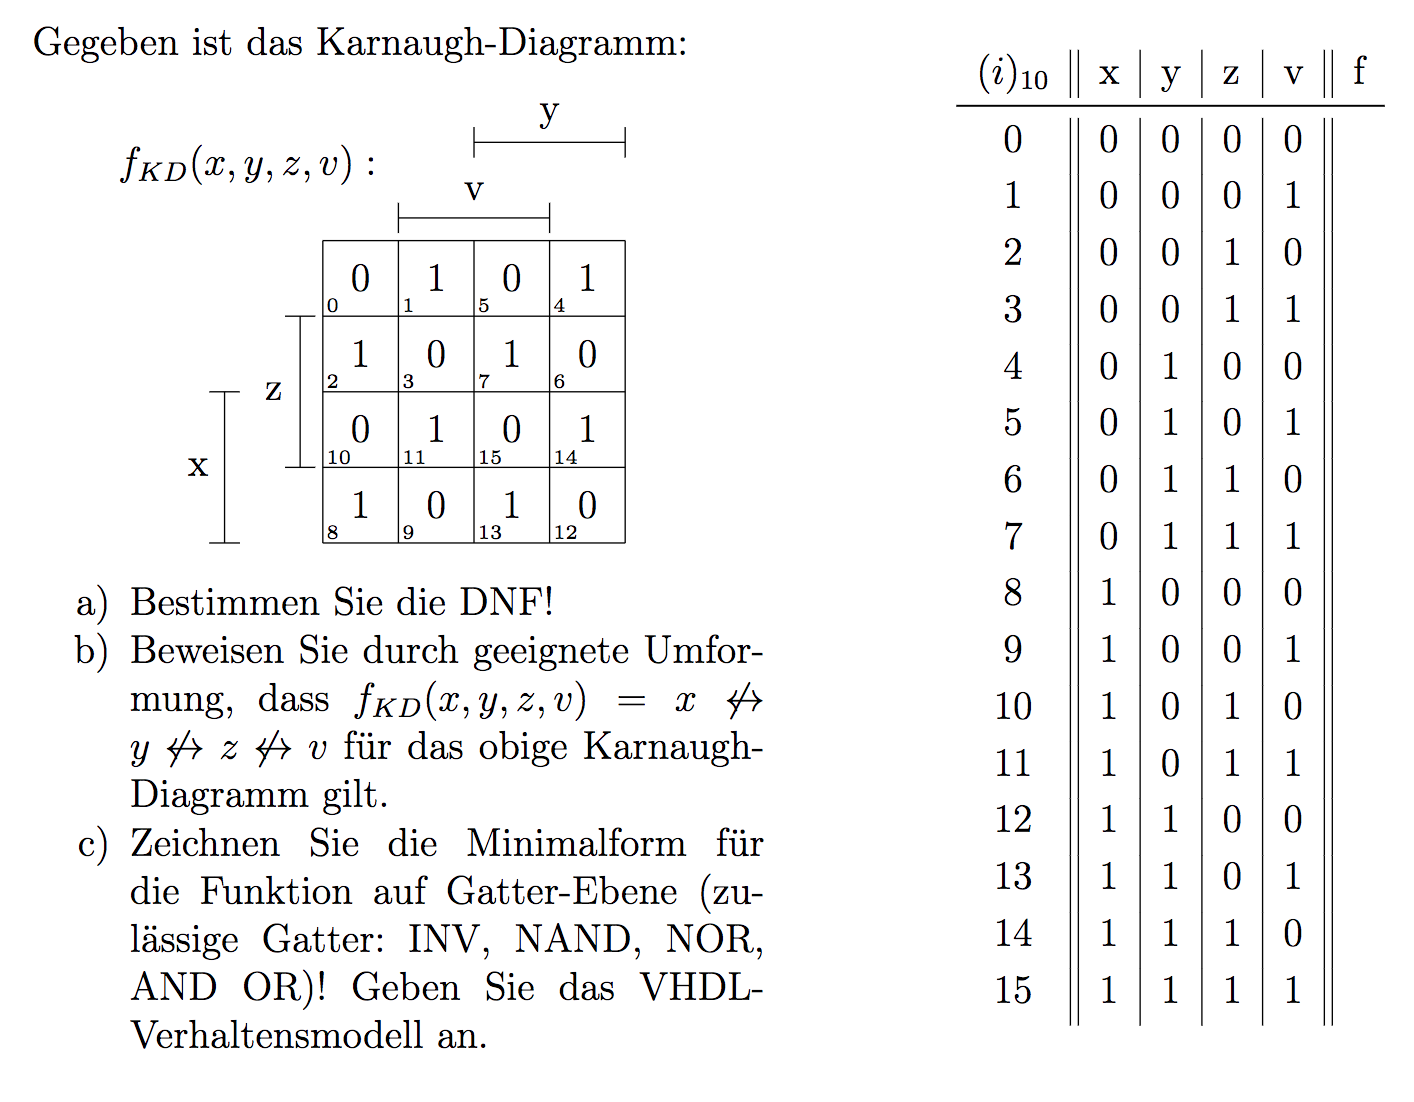 Gegeben ist das Karnaugh-Diagramm:
y
f_{KD}(x, y, z, v) :
v
0 0 1 1 0 5 1 4
z
1 2 0 3 1 7 0 6
x
0 10 1 11 0 15 1 14
1 8 0 9 1 13 0 12
a) Bestimmen Sie die DNF!
b) Beweisen Sie durch geeignete Umfor-
mung, dass f_{KD}(x, y, z, v) = x ↮
y ↮ z ↮ v für das obige Karnaugh-
Diagramm gilt.
c) Zeichnen Sie die Minimalform für
die Funktion auf Gatter-Ebene (zu-
lässige Gatter: INV, NAND, NOR,
AND OR)! Geben Sie das VHDL-
Verhaltensmodell an.
(i)₁₀ x y z v f
0 0 0 0 0
1 0 0 0 1
2 0 0 1 0
3 0 0 1 1
4 0 1 0 0
5 0 1 0 1
6 0 1 1 0
7 0 1 1 1
8 1 0 0 0
9 1 0 0 1
10 1 0 1 0
11 1 0 1 1
12 1 1 0 0
13 1 1 0 1
14 1 1 1 0
15 1 1 1 1